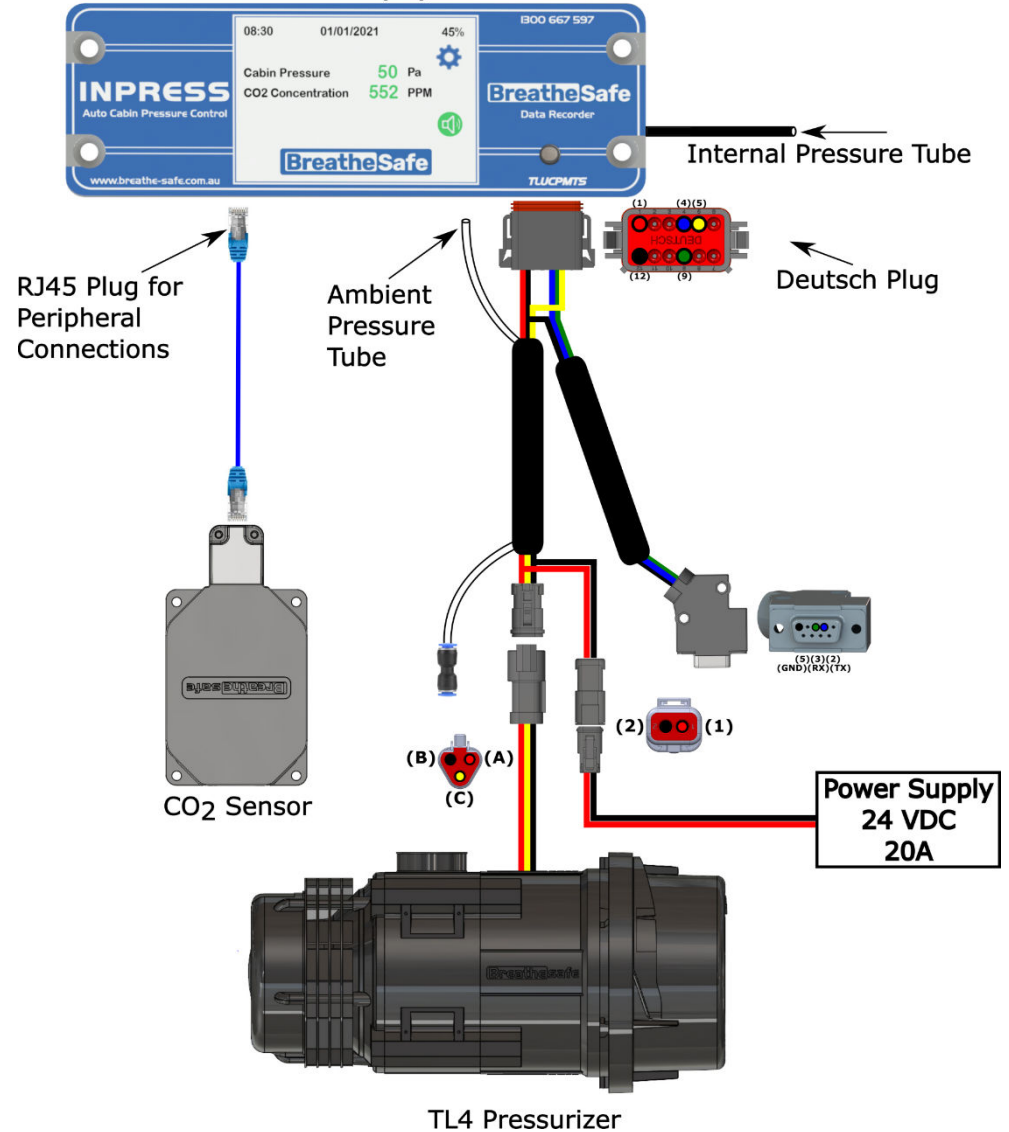 1300 667 597
08:30 01/01/2021 45%
Cabin Pressure 50 Pa
CO2 Concentration 552 PPM
INPRESS
Auto Cabin Pressure Control
BreatheSafe
Data Recorder
BreatheSafe
www.breathe-safe.com.au
TLUCPMTS
Internal Pressure Tube
(1) (4)(5)
DEUTSCH
(12) (9)
Deutsch Plug
RJ45 Plug for
Peripheral
Connections
Ambient
Pressure
Tube
(5)(3)(2)
(GND)(RX)(TX)
Breathesafe
(2) (1)
(B) (A)
(C)
CO2 Sensor
Power Supply
24 VDC
20A
Breathesafe
TL4 Pressurizer